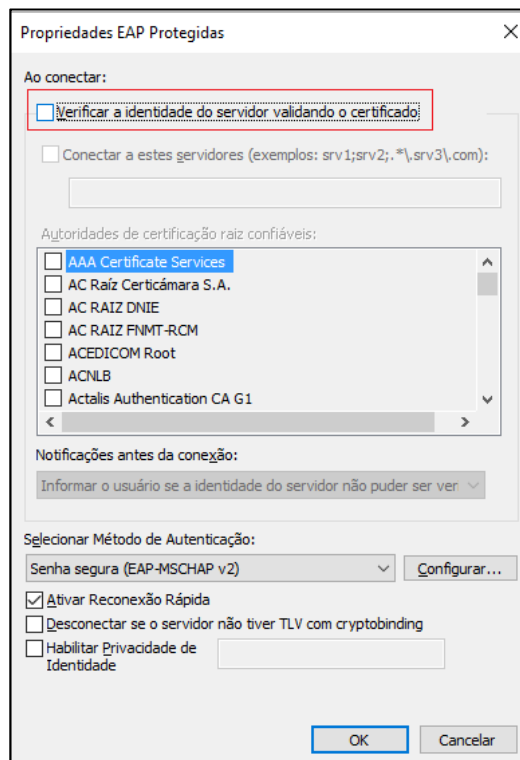 Propriedades EAP Protegidas
Ao conectar:
Verificar a identidade do servidor validando o certificado
Conectar a estes servidores (exemplos: srv1;srv2;.*\.srv3\.com):
Autoridades de certificação raiz confiáveis:
AAA Certificate Services
AC Raíz Certicámara S.A.
AC RAIZ DNIE
AC RAIZ FNMT-RCM
ACEDICOM Root
ACNLB
Actalis Authentication CA G1
Notificações antes da conexão:
Informar o usuário se a identidade do servidor não puder ser ver
Selecionar Método de Autenticação:
Senha segura (EAP-MSCHAP v2)
Configurar...
Ativar Reconexão Rápida
Desconectar se o servidor não tiver TLV com cryptobinding
Habilitar Privacidade de
Identidade
OK
Cancelar